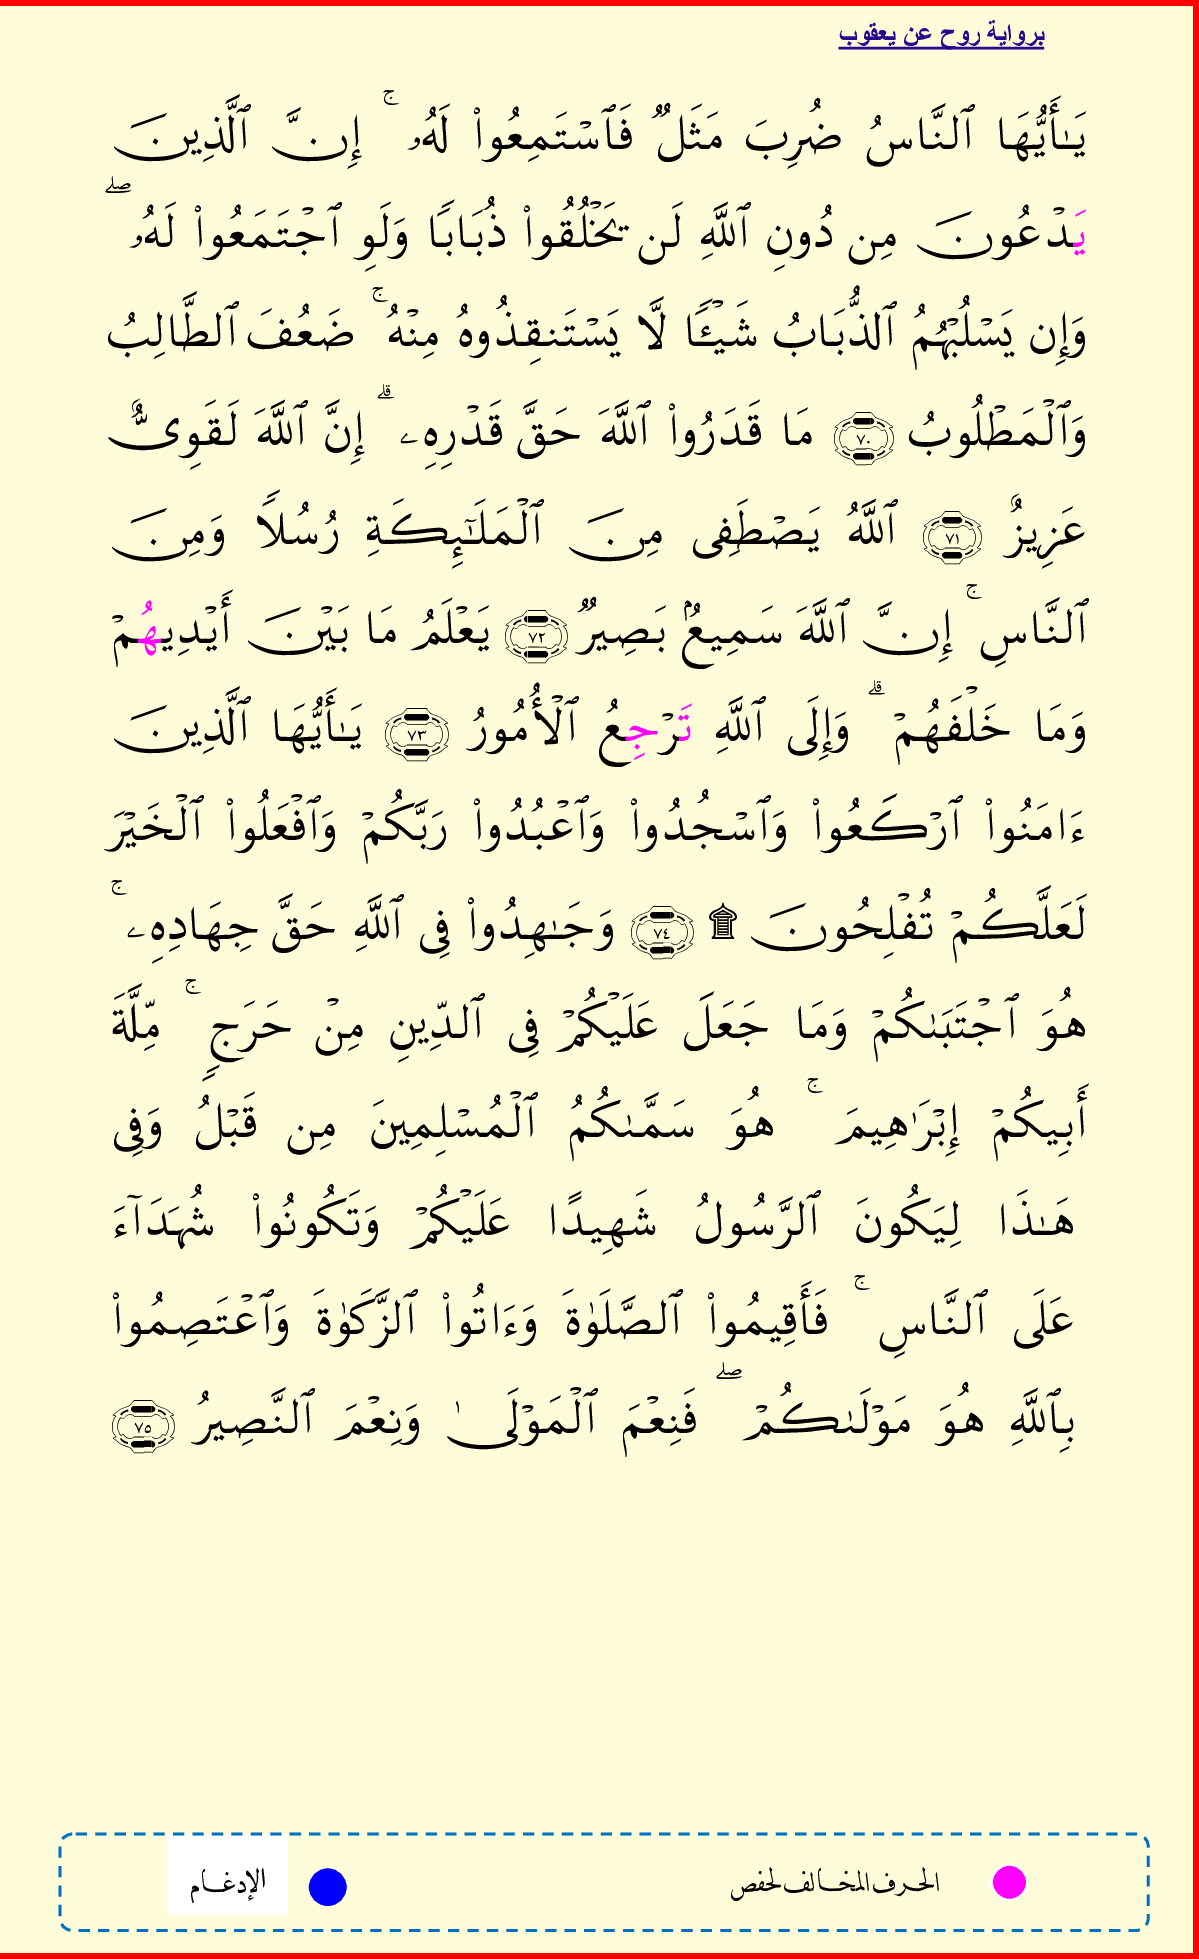 برواية روح عن يعقوب
يَـٰٓأَيُّهَا ٱلنَّاسُ ضُرِبَ مَثَلٞ فَٱسۡتَمِعُواْ لَهُۥٓۚ إِنَّ ٱلَّذِينَ
يَدۡعُونَ مِن دُونِ ٱللَّهِ لَن يَخۡلُقُواْ ذُبَابٗا وَلَوِ ٱجۡتَمَعُواْ لَهُۥۖ
وَإِن يَسۡلُبۡهُمُ ٱلذُّبَابُ شَيۡـٔٗا لَّا يَسۡتَنقِذُوهُ مِنۡهُۚ ضَعُفَ ٱلطَّالِبُ
وَٱلۡمَطۡلُوبُ ٧٠ مَا قَدَرُواْ ٱللَّهَ حَقَّ قَدۡرِهِۦۗ إِنَّ ٱللَّهَ لَقَوِيٌّ
عَزِيزٌ ٧١ ٱللَّهُ يَصۡطَفِي مِنَ ٱلۡمَلَـٰٓئِكَةِ رُسُلٗا وَمِنَ
ٱلنَّاسِۚ إِنَّ ٱللَّهَ سَمِيعُۢ بَصِيرٞ ٧٢ يَعۡلَمُ مَا بَيۡنَ أَيۡدِيهُمۡ
وَمَا خَلۡفَهُمۡۗ وَإِلَى ٱللَّهِ تَرۡجِعُ ٱلۡأُمُورُ ٧٣ يَـٰٓأَيُّهَا ٱلَّذِينَ
ءَامَنُواْ ٱرۡكَعُواْ وَٱسۡجُدُواْ وَٱعۡبُدُواْ رَبَّكُمۡ وَٱفۡعَلُواْ ٱلۡخَيۡرَ
لَعَلَّكُمۡ تُفۡلِحُونَ ۩ ٧٤ وَجَـٰهِدُواْ فِي ٱللَّهِ حَقَّ جِهَادِهِۦۚ
هُوَ ٱجۡتَبَىٰكُمۡ وَمَا جَعَلَ عَلَيۡكُمۡ فِي ٱلدِّينِ مِنۡ حَرَجٖۚ مِّلَّةَ
أَبِيكُمۡ إِبۡرَٰهِيمَۚ هُوَ سَمَّىٰكُمُ ٱلۡمُسۡلِمِينَ مِن قَبۡلُ وَفِي
هَـٰذَا لِيَكُونَ ٱلرَّسُولُ شَهِيدًا عَلَيۡكُمۡ وَتَكُونُواْ شُهَدَآءَ
عَلَى ٱلنَّاسِۚ فَأَقِيمُواْ ٱلصَّلَوٰةَ وَءَاتُواْ ٱلزَّكَوٰةَ وَٱعۡتَصِمُواْ
بِٱللَّهِ هُوَ مَوۡلَىٰكُمۡۖ فَنِعۡمَ ٱلۡمَوۡلَىٰ وَنِعۡمَ ٱلنَّصِيرُ ٧٥
الحرف المخالف لحفص
الإدغام